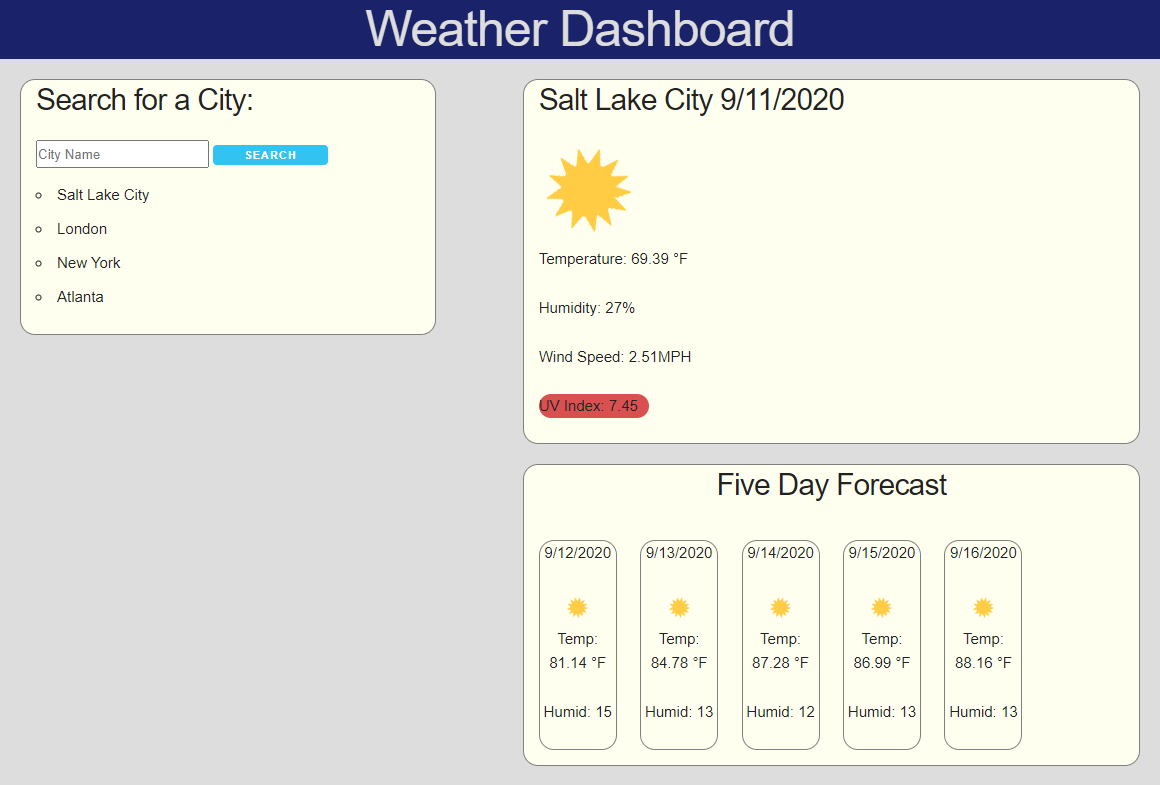 Weather Dashboard
Search for a City:
City Name
SEARCH
Salt Lake City
London
New York
Atlanta
Salt Lake City 9/11/2020
Temperature: 69.39 °F
Humidity: 27%
Wind Speed: 2.51MPH
UV Index: 7.45
Five Day Forecast
9/12/2020
Temp:
81.14 °F
Humid: 15
9/13/2020
Temp:
84.78 °F
Humid: 13
9/14/2020
Temp:
87.28 °F
Humid: 12
9/15/2020
Temp:
86.99 °F
Humid: 13
9/16/2020
Temp:
88.16 °F
Humid: 13